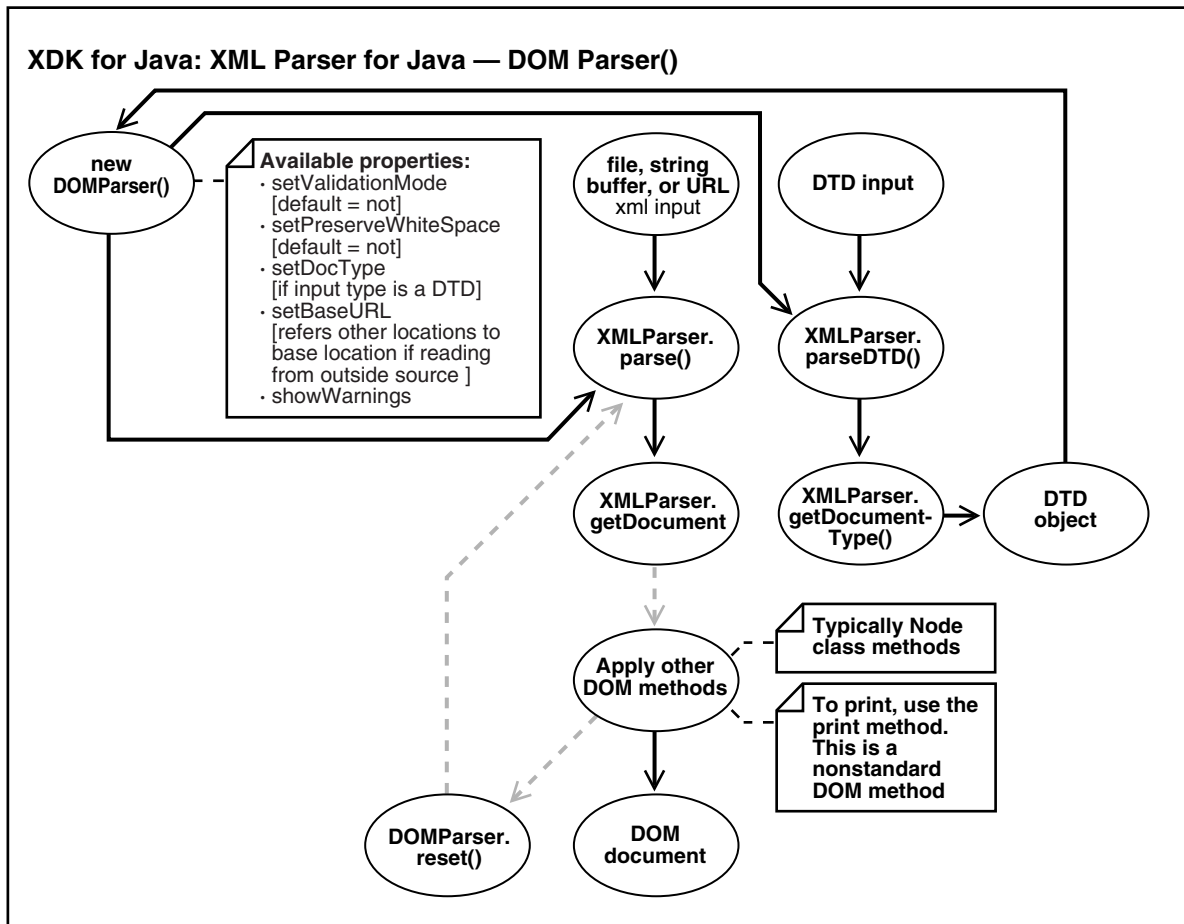 XDK for Java: XML Parser for Java — DOM Parser()
new
DOMParser()
Available properties:
· setValidationMode
[default = not]
· setPreserveWhiteSpace
[default = not]
· setDocType
[if input type is a DTD]
· setBaseURL
[refers other locations to
base location if reading
from outside source ]
· showWarnings
file, string
buffer, or URL
xml input
DTD input
XMLParser.
parse()
XMLParser.
parseDTD()
XMLParser.
getDocument
XMLParser.
getDocument-
Type()
DTD
object
Apply other
DOM methods
Typically Node
class methods
To print, use the
print method.
This is a
nonstandard
DOM method
DOMParser.
reset()
DOM
document